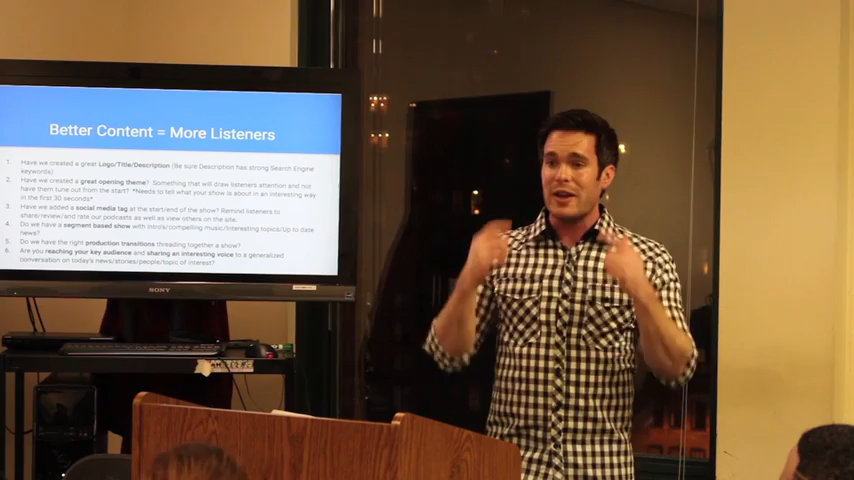 Better Content = More Listeners
1. Have we created a great Logo/Title/Description (Be sure Description has strong Search Engine
keywords)
2. Have we created a great opening theme? Something that will draw listeners attention and not
have them tune out from the start? *Needs to tell what your show is about in an interesting way
in the first 30 seconds*
3. Have we added a social media tag at the start/end of the show? Remind listeners to
share/review/and rate our podcasts as well as view others on the site.
4. Do we have a segment based show with Intro's/compelling music/Interesting topics/Up to date
news?
5. Do we have the right production transitions threading together a show?
6. Are you reaching your key audience and sharing an interesting voice to a generalized
conversation on today's news/stories/people/topic of interest?
SONY